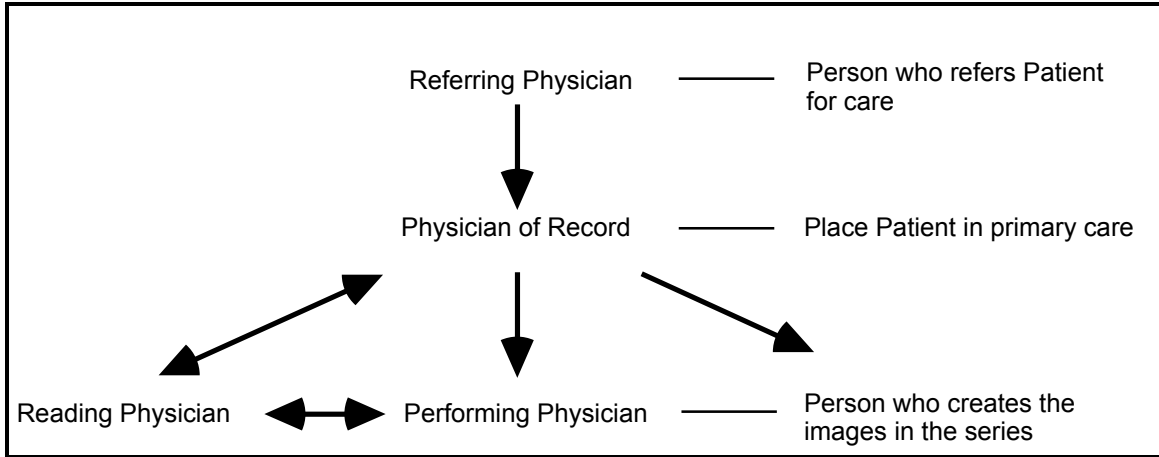 Referring Physician
Person who refers Patient
for care
Physician of Record
Place Patient in primary care
Reading Physician
Performing Physician
Person who creates the
images in the series